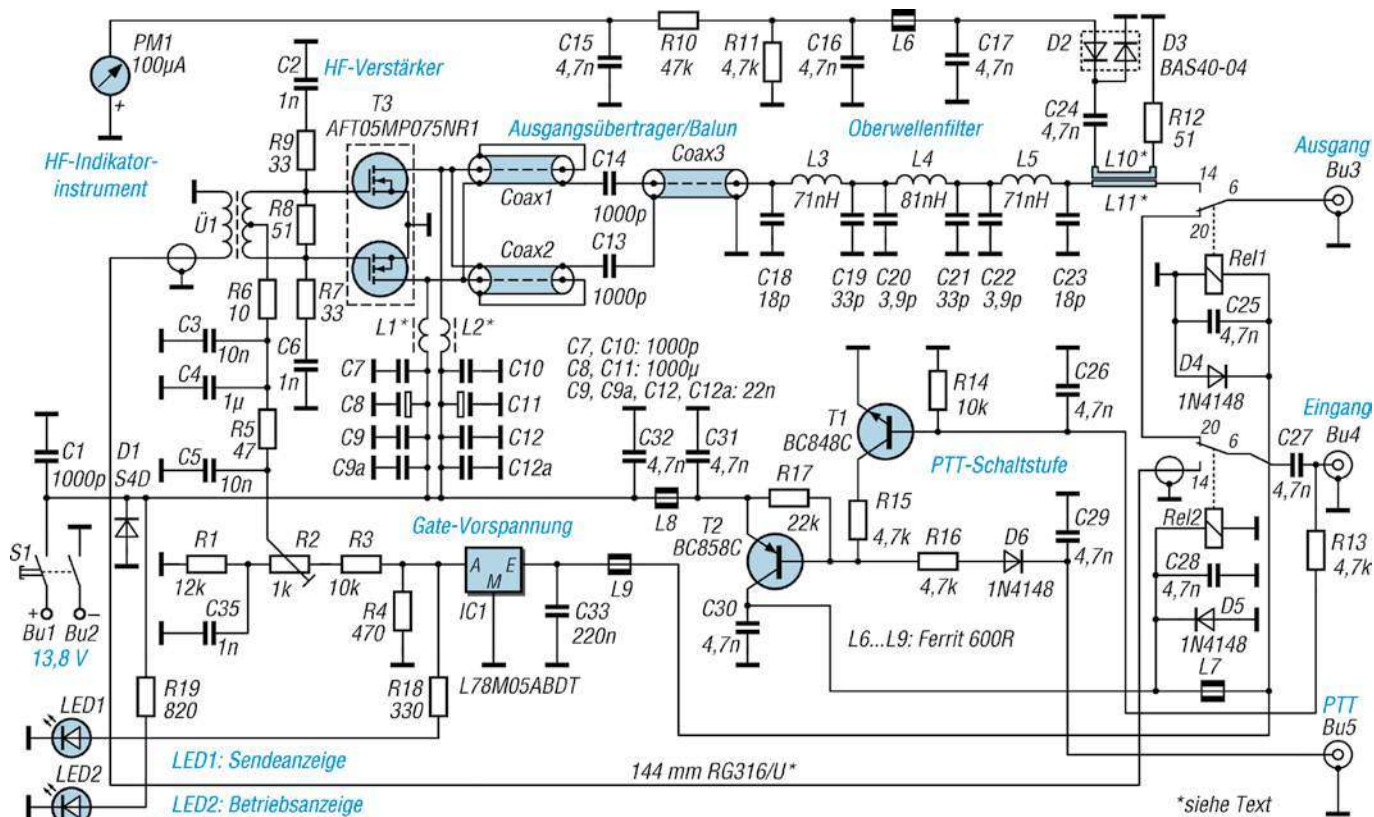 PM1
100µA
+
HF-Indikator-
instrument
C2
1n
HF-Verstärker
R9
33
T3
AFT05MP075NR1
C15
4,7n
R10
47k
R11
4,7k
C16
4,7n
L6
C17
4,7n
D2
D3
BAS40-04
C24
4,7n
R12
51
Ausgangsübertrager/Balun
Oberwellenfilter
Ausgang
Bu3
Ü1
R8
51
Coax1
C14
1000p
Coax3
L3
71nH
L4
81nH
L5
71nH
L10*
L11*
14
6
20
Coax2
C13
1000p
C18
18p
C19
33p
C20
3,9p
C21
33p
C22
3,9p
C23
18p
Rel1
C25
4,7n
D4
1N4148
R6
10
R7
33
C3
10n
C4
1µ
C6
1n
R5
47
C5
10n
L1*
L2*
C7
C8
C9
C9a
C10
C11
C12
C12a
C7, C10: 1000p
C8, C11: 1000µ
C9, C9a, C12, C12a: 22n
C32
4,7n
C31
4,7n
T1
BC848C
R14
10k
C26
4,7n
PTT-Schaltstufe
Eingang
Bu4
20
6
14
C27
4,7n
C1
1000p
D1
S4D
Gate-Vorspannung
L8
R17
22k
T2
BC858C
R15
4,7k
R16
4,7k
D6
1N4148
C29
4,7n
Rel2
C28
4,7n
D5
1N4148
R13
4,7k
S1
+
Bu1
–
Bu2
13,8 V
R1
12k
R2
1k
R3
10k
C35
1n
R4
470
A
E
M
IC1
L78M05ABDT
L9
C33
220n
C30
4,7n
L6...L9: Ferrit 600R
L7
R19
820
R18
330
LED1
LED1: Sendeanzeige
LED2
LED2: Betriebsanzeige
144 mm RG316/U*
PTT
Bu5
*siehe Text